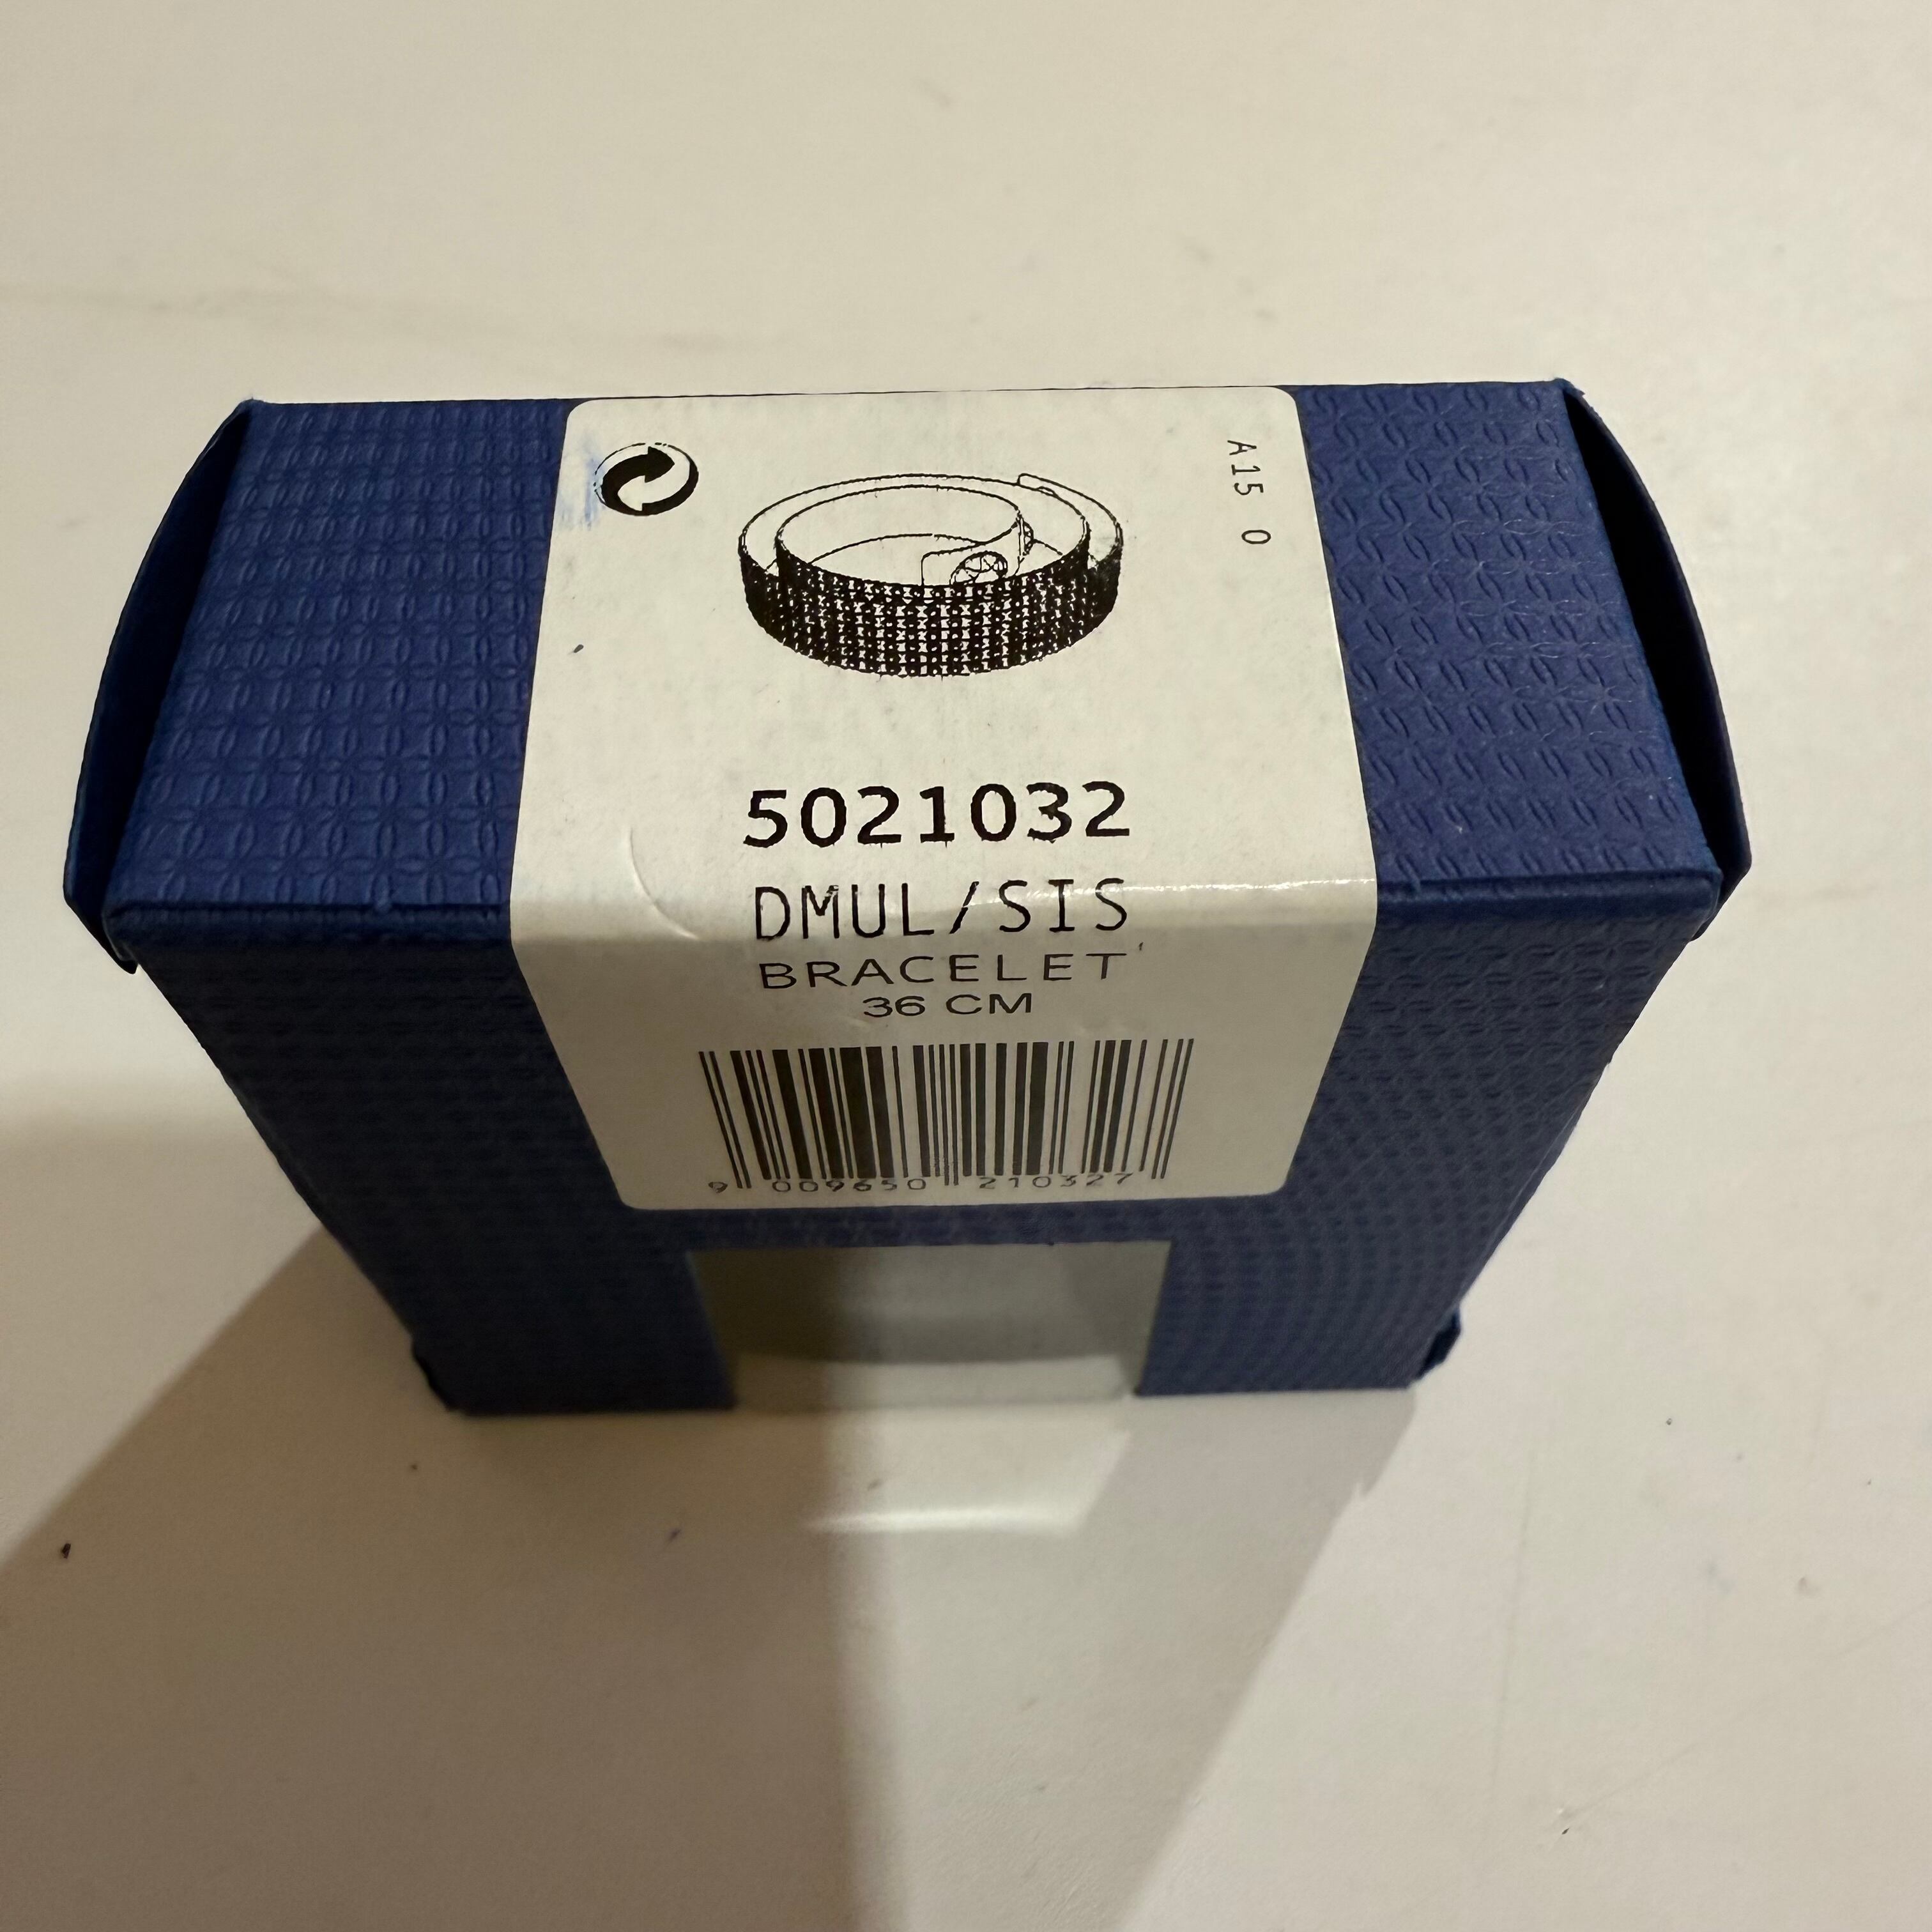 A15 0
5021032
DMUL/SIS
BRACELET
36 CM
9 009650 210327